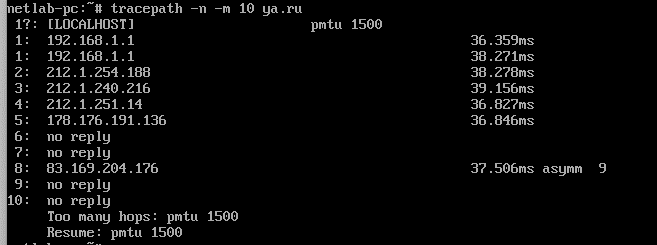 netlab-pc:~# tracepath -n -m 10 ya.ru
1?: [LOCALHOST] pmtu 1500
1: 192.168.1.1 36.359ms
1: 192.168.1.1 38.271ms
2: 212.1.254.188 38.278ms
3: 212.1.240.216 39.156ms
4: 212.1.251.14 36.827ms
5: 178.176.191.136 36.846ms
6: no reply
7: no reply
8: 83.169.204.176 37.506ms asymm 9
9: no reply
10: no reply
Too many hops: pmtu 1500
Resume: pmtu 1500